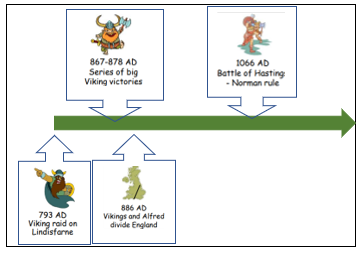 867-878 AD
Series of big
Viking victories
1066 AD
Battle of Hasting:
- Norman rule
793 AD
Viking raid on
Lindisfarne
886 AD
Vikings and Alfred
divide England